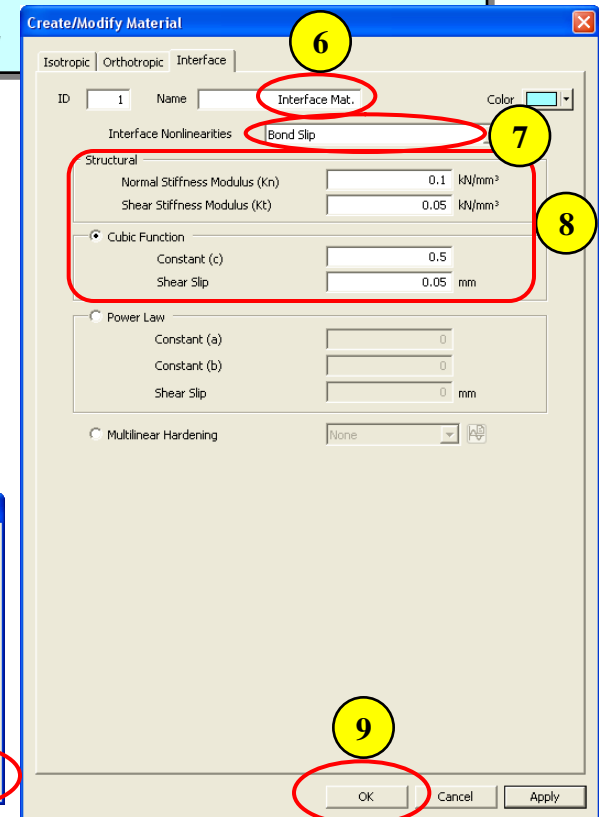 Create/Modify Material
6
Isotropic Orthotropic Interface
ID 1 Name Interface Mat. Color
Interface Nonlinearities Bond Slip
7
Structural
Normal Stiffness Modulus (Kn) 0.1 kN/mm³
Shear Stiffness Modulus (Kt) 0.05 kN/mm³
8
Cubic Function
Constant (c) 0.5
Shear Slip 0.05 mm
Power Law
Constant (a) 0
Constant (b) 0
Shear Slip 0 mm
Multilinear Hardening None
9
OK Cancel Apply